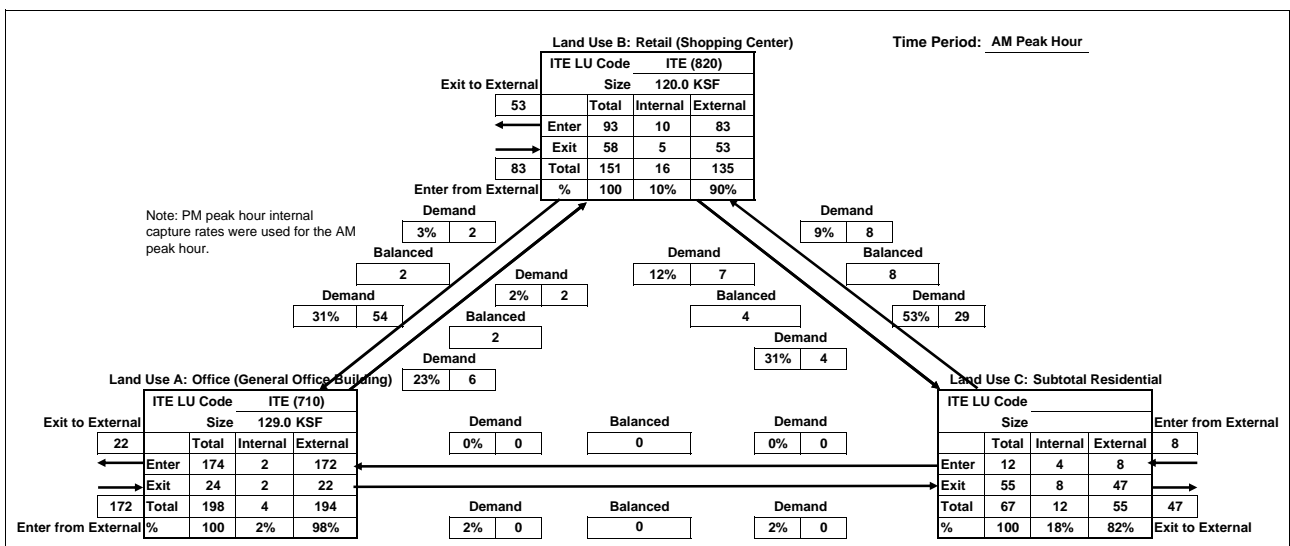 Land Use B: Retail (Shopping Center)
Time Period: AM Peak Hour
ITE LU Code ITE (820)
Exit to External
Size 120.0 KSF
53
Total Internal External
Enter 93 10 83
Exit 58 5 53
83
Total 151 16 135
Enter from External
% 100 10% 90%
Note: PM peak hour internal
capture rates were used for the AM
peak hour.
Demand
3% 2
Balanced
2
Demand
31% 54
Demand
2% 2
Balanced
2
Demand
23% 6
Demand
12% 7
Balanced
4
Demand
31% 4
Demand
9% 8
Balanced
8
Demand
53% 29
Land Use A: Office (General Office Building)
ITE LU Code ITE (710)
Exit to External
Size 129.0 KSF
22
Total Internal External
Enter 174 2 172
Exit 24 2 22
172
Total 198 4 194
Enter from External
% 100 2% 98%
Demand
0% 0
Balanced
0
Demand
0% 0
Demand
2% 0
Balanced
0
Demand
2% 0
Land Use C: Subtotal Residential
ITE LU Code
Size
Enter from External
Total Internal External
8
Enter 12 4 8
Exit 55 8 47
Total 67 12 55
47
% 100 18% 82%
Exit to External